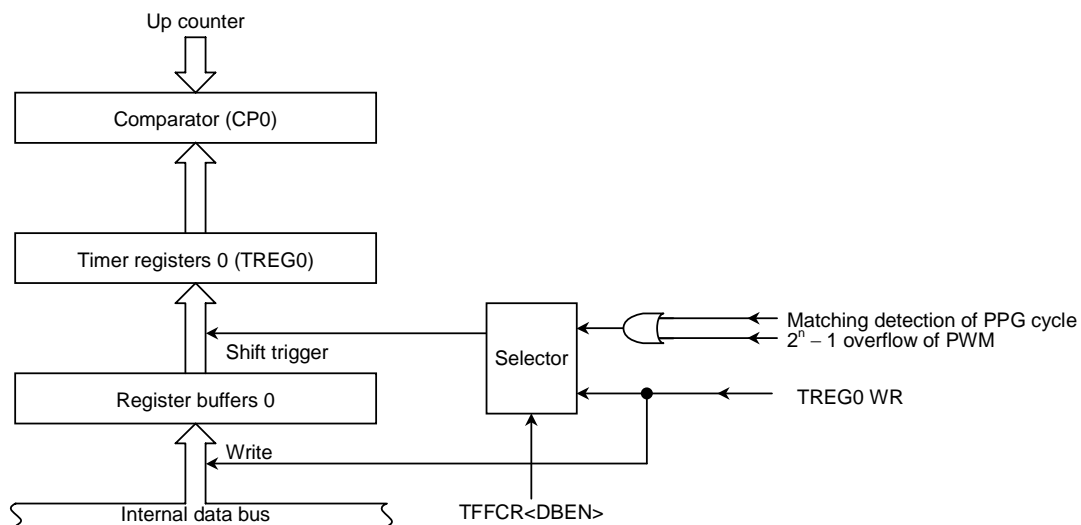 Up counter
Comparator (CP0)
Timer registers 0 (TREG0)
Matching detection of PPG cycle
2ⁿ – 1 overflow of PWM
Shift trigger
Selector
Register buffers 0
TREG0 WR
Write
Internal data bus
TFFCR<DBEN>